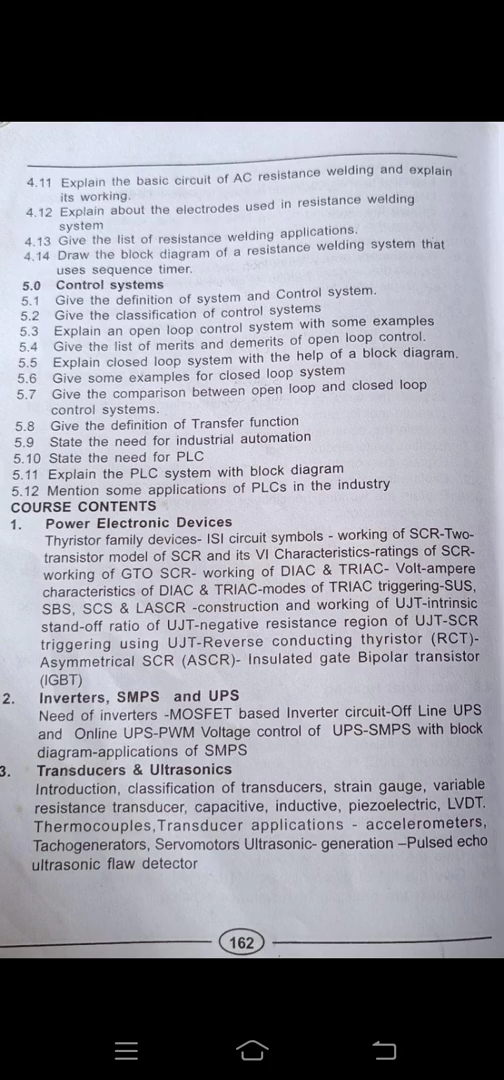 4.11 Explain the basic circuit of AC resistance welding and explain
its working.
4.12 Explain about the electrodes used in resistance welding
system
4.13 Give the list of resistance welding applications.
4.14 Draw the block diagram of a resistance welding system that
uses sequence timer.
5.0 Control systems
5.1 Give the definition of system and Control system.
5.2 Give the classification of control systems
5.3 Explain an open loop control system with some examples
5.4 Give the list of merits and demerits of open loop control.
5.5 Explain closed loop system with the help of a block diagram.
5.6 Give some examples for closed loop system
5.7 Give the comparison between open loop and closed loop
control systems.
5.8 Give the definition of Transfer function
5.9 State the need for industrial automation
5.10 State the need for PLC
5.11 Explain the PLC system with block diagram
5.12 Mention some applications of PLCs in the industry
COURSE CONTENTS
1. Power Electronic Devices
Thyristor family devices- ISI circuit symbols - working of SCR-Two-
transistor model of SCR and its VI Characteristics-ratings of SCR-
working of GTO SCR- working of DIAC & TRIAC- Volt-ampere
characteristics of DIAC & TRIAC-modes of TRIAC triggering-SUS,
SBS, SCS & LASCR -construction and working of UJT-intrinsic
stand-off ratio of UJT-negative resistance region of UJT-SCR
triggering using UJT-Reverse conducting thyristor (RCT)-
Asymmetrical SCR (ASCR)- Insulated gate Bipolar transistor
(IGBT)
2. Inverters, SMPS and UPS
Need of inverters -MOSFET based Inverter circuit-Off Line UPS
and Online UPS-PWM Voltage control of UPS-SMPS with block
diagram-applications of SMPS
3. Transducers & Ultrasonics
Introduction, classification of transducers, strain gauge, variable
resistance transducer, capacitive, inductive, piezoelectric, LVDT.
Thermocouples,Transducer applications - accelerometers,
Tachogenerators, Servomotors Ultrasonic- generation –Pulsed echo
ultrasonic flaw detector
162